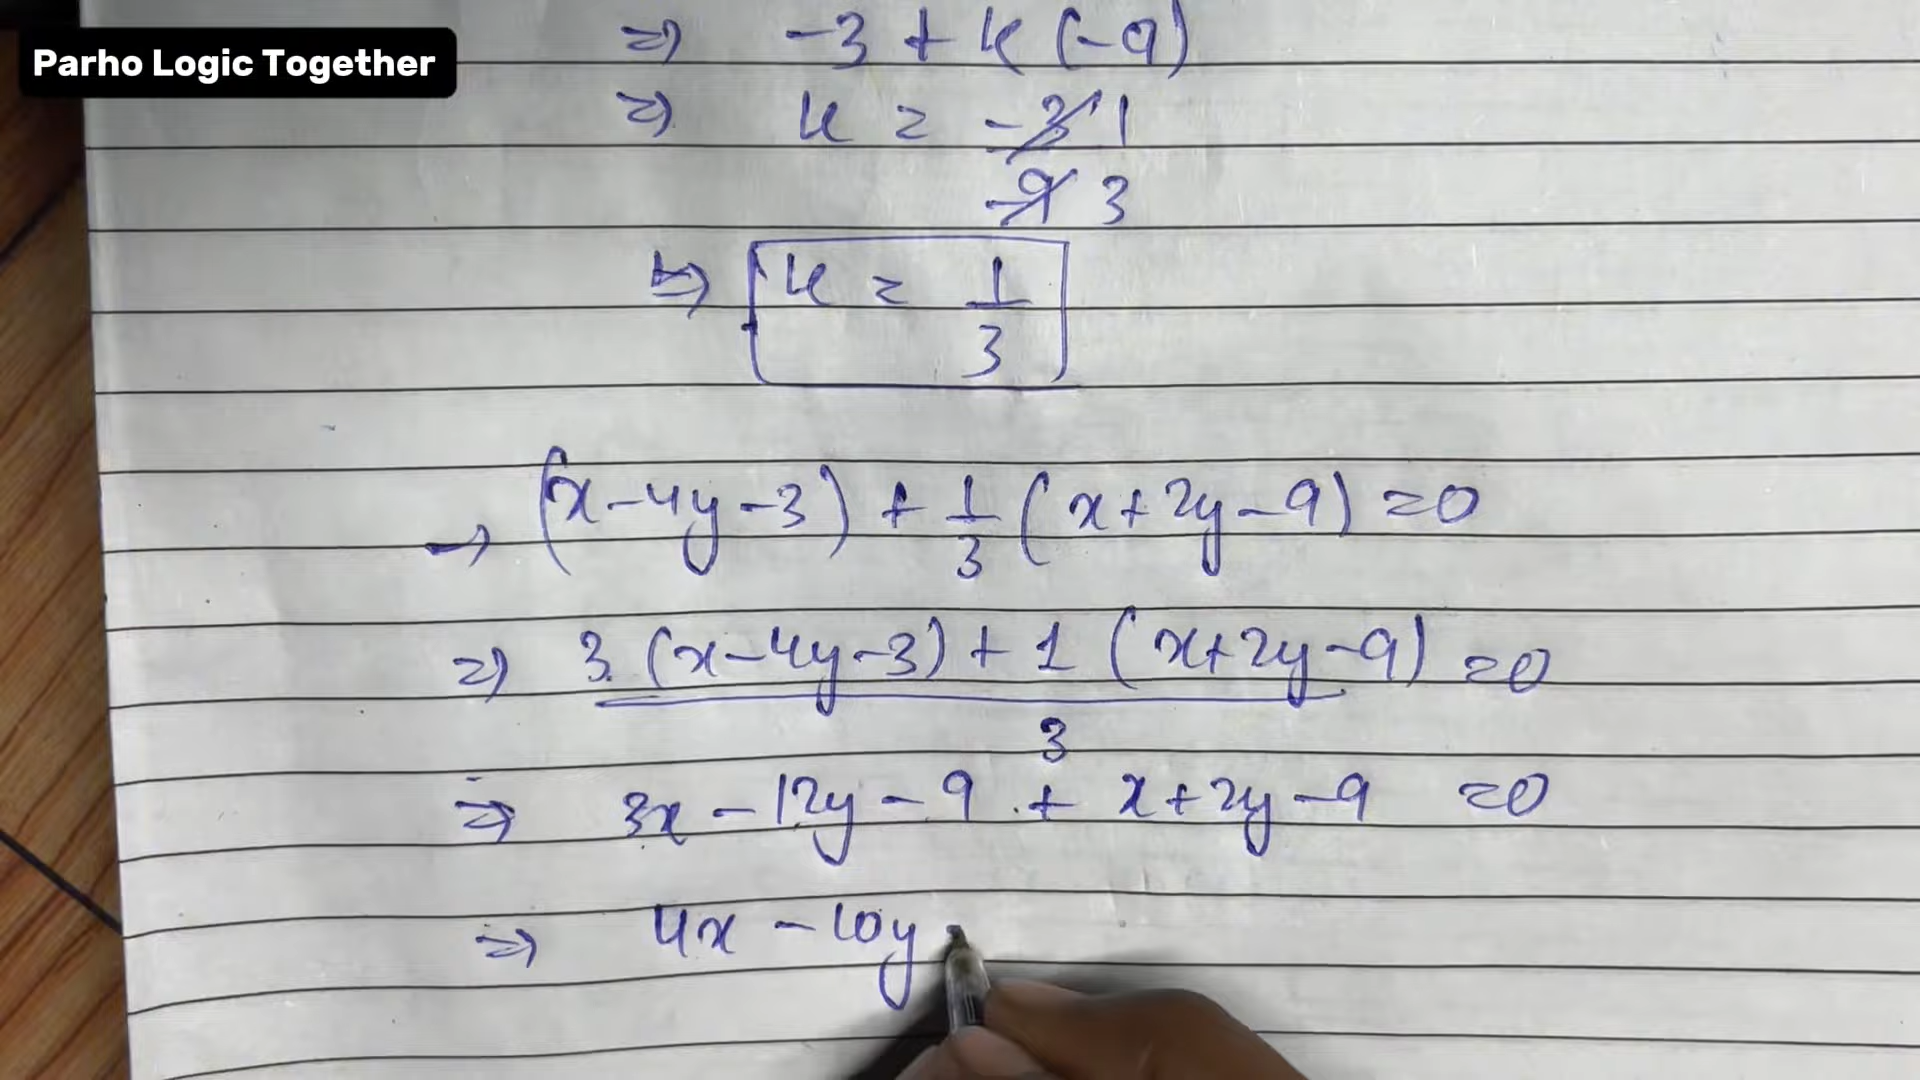 Parho Logic Together
⇒ -3 + k (-9)
⇒ k = -3 1
-9 3
⇒ k = 1/3
→ (x-4y-3) + 1/3 (x+2y-9) =0
⇒ 3 (x-4y-3) + 1 (x+2y-9) =0
3
⇒ 3x - 12y - 9 + x+2y-9 =0
⇒ 4x - 10y